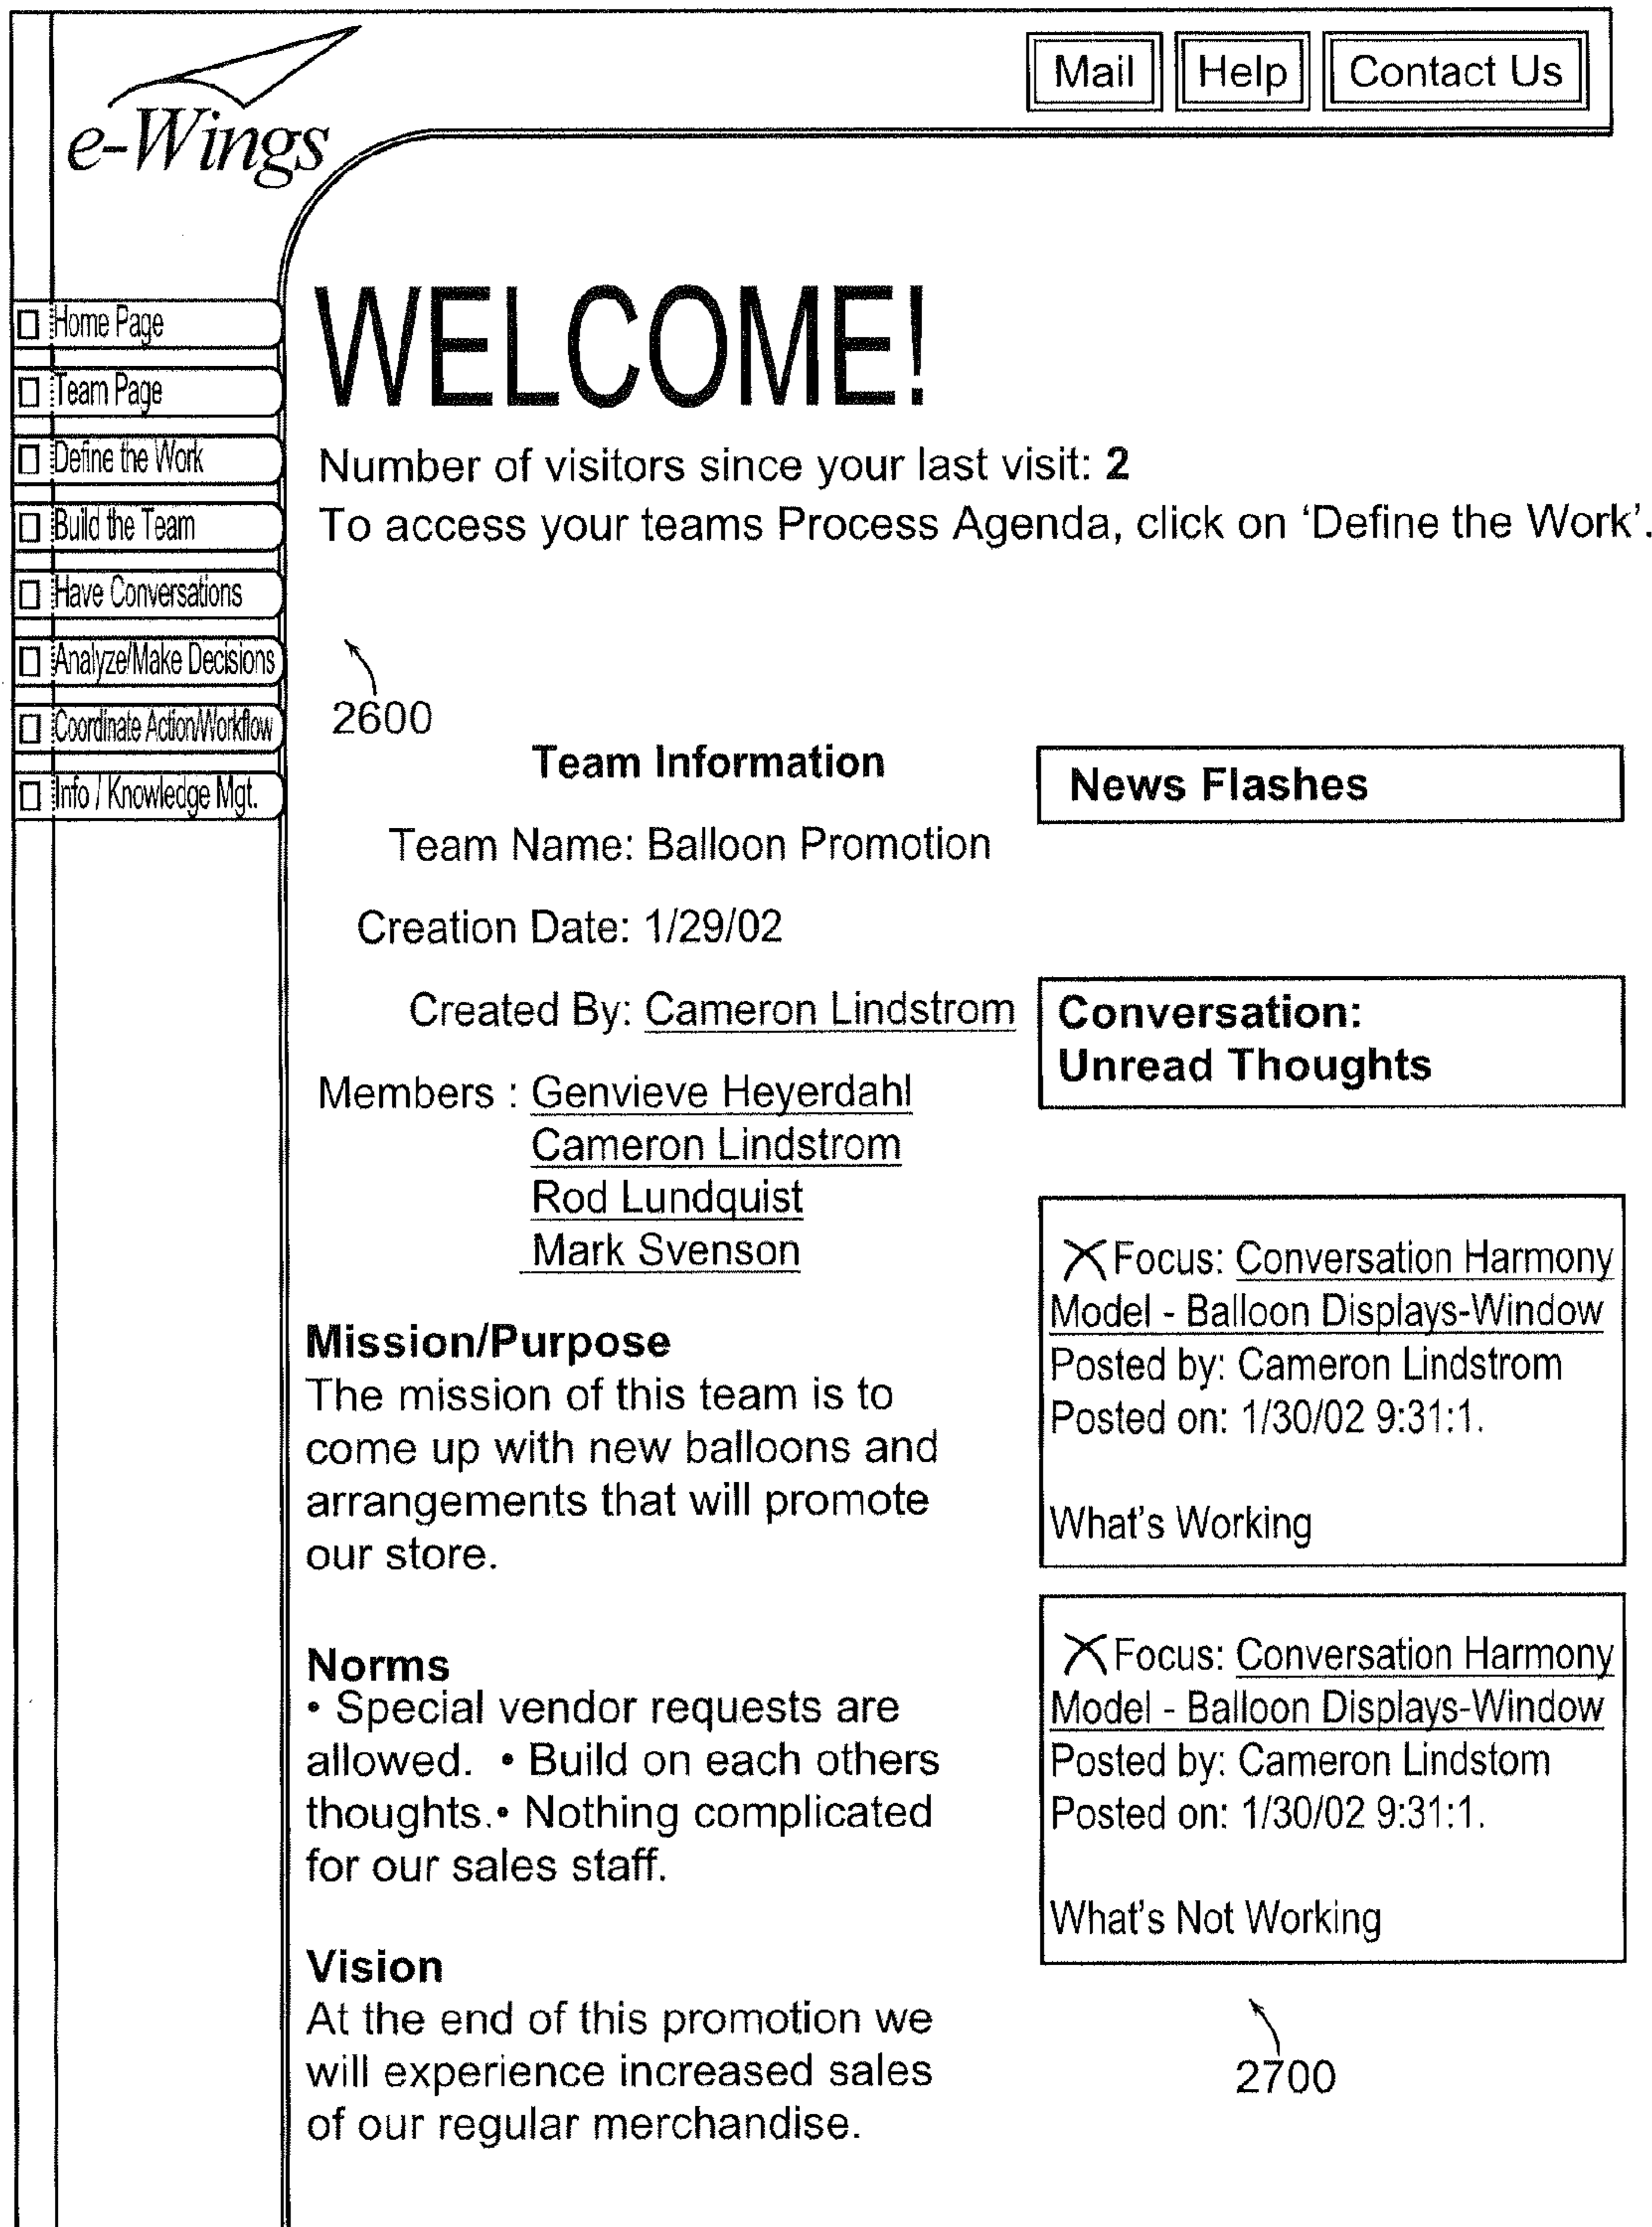 e-Wings
Mail
Help
Contact Us
Home Page
Team Page
Define the Work
Build the Team
Have Conversations
Analyze/Make Decisions
Coordinate Action/Workflow
Info / Knowledge Mgt.
WELCOME!
Number of visitors since your last visit: 2
To access your teams Process Agenda, click on ‘Define the Work’.
2600
Team Information
Team Name: Balloon Promotion
Creation Date: 1/29/02
Created By: Cameron Lindstrom
Members : Genvieve Heyerdahl
Cameron Lindstrom
Rod Lundquist
Mark Svenson
Mission/Purpose
The mission of this team is to
come up with new balloons and
arrangements that will promote
our store.
Norms
• Special vendor requests are
allowed. • Build on each others
thoughts.• Nothing complicated
for our sales staff.
Vision
At the end of this promotion we
will experience increased sales
of our regular merchandise.
News Flashes
Conversation:
Unread Thoughts
Focus: Conversation Harmony
Model - Balloon Displays-Window
Posted by: Cameron Lindstrom
Posted on: 1/30/02 9:31:1.
What's Working
Focus: Conversation Harmony
Model - Balloon Displays-Window
Posted by: Cameron Lindstom
Posted on: 1/30/02 9:31:1.
What's Not Working
2700